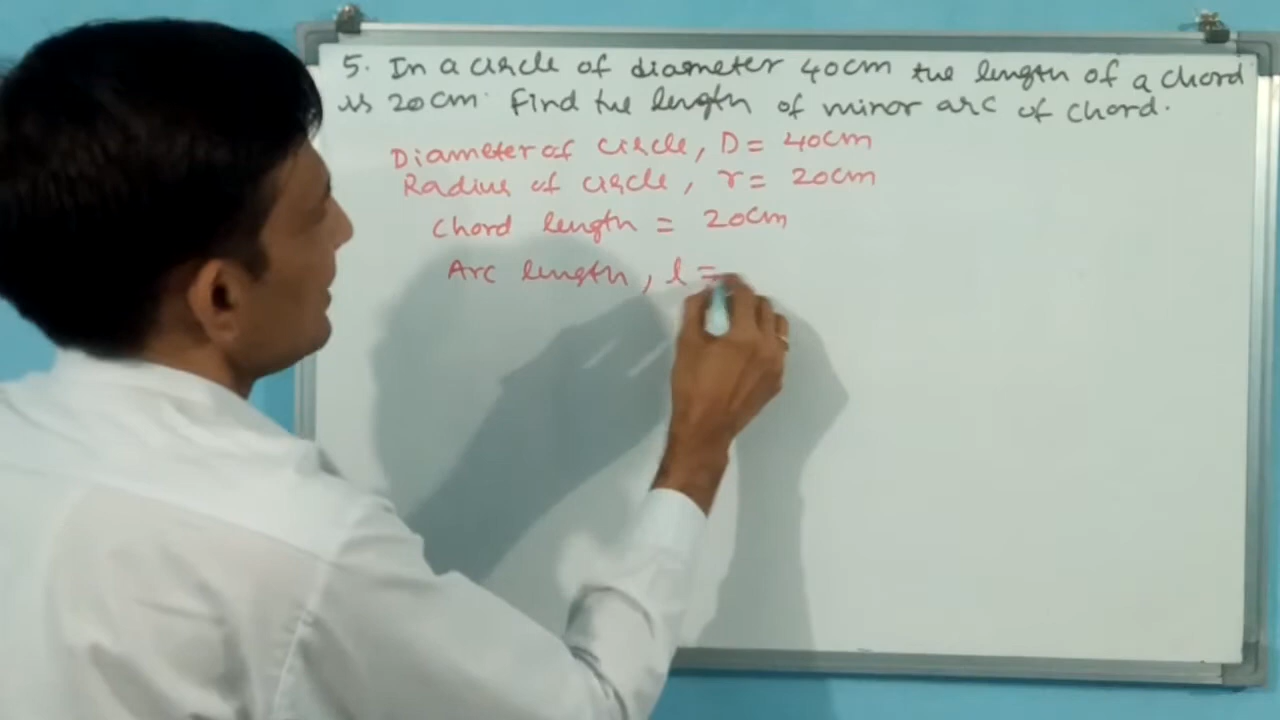 5. In a circle of diameter 40cm the length of a chord
is 20cm. Find the length of minor arc of chord.
Diameter of circle, D = 40cm
Radius of circle, r = 20cm
Chord length = 20cm
Arc length, l =